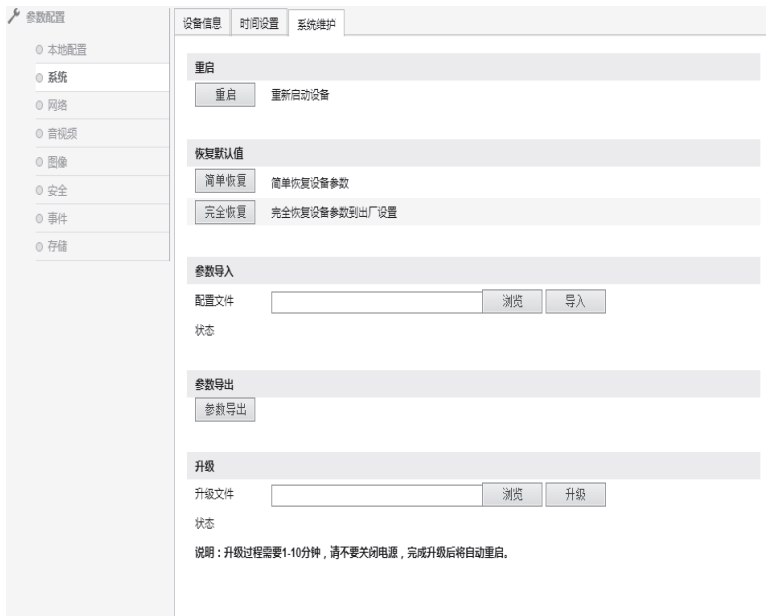 参数配置
本地配置
系统
网络
音视频
图像
安全
事件
存储
设备信息 时间设置 系统维护
重启
重启 重新启动设备
恢复默认值
简单恢复 简单恢复设备参数
完全恢复 完全恢复设备参数到出厂设置
参数导入
配置文件 浏览 导入
状态
参数导出
参数导出
升级
升级文件 浏览 升级
状态
说明：升级过程需要1-10分钟，请不要关闭电源，完成升级后将自动重启。